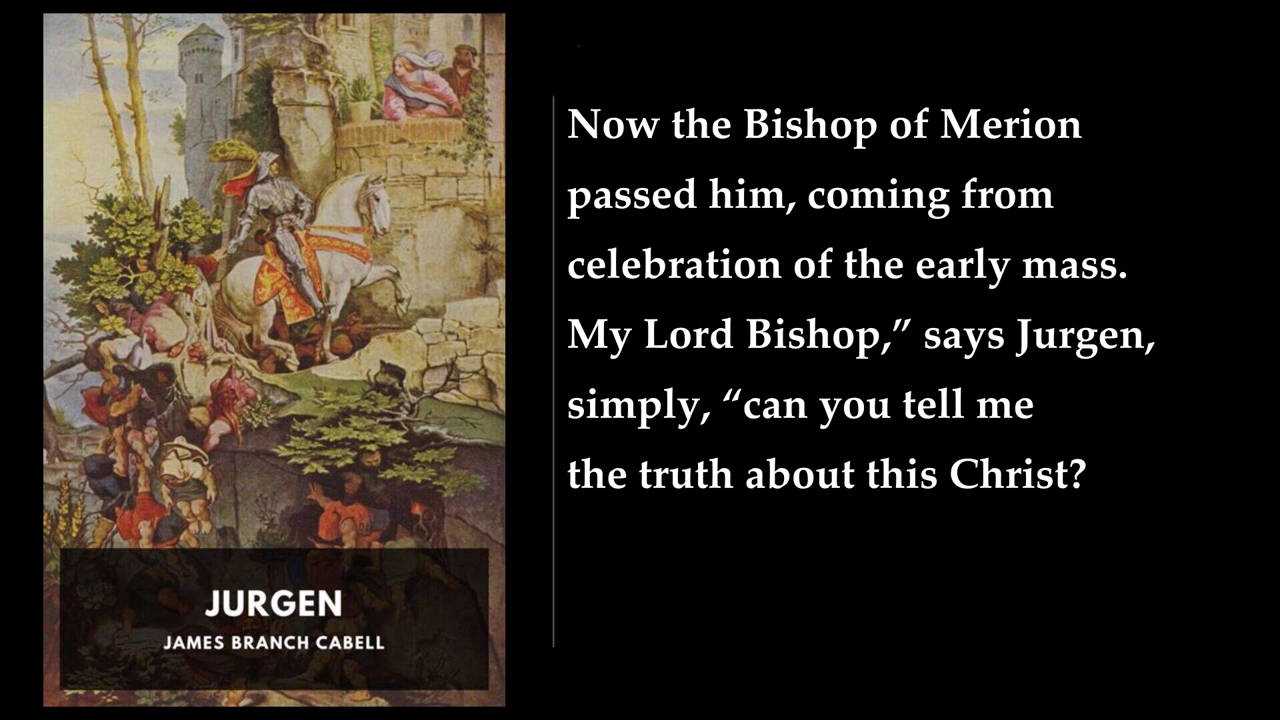 JURGEN
JAMES BRANCH CABELL
Now the Bishop of Merion
passed him, coming from
celebration of the early mass.
My Lord Bishop,” says Jurgen,
simply, “can you tell me
the truth about this Christ?